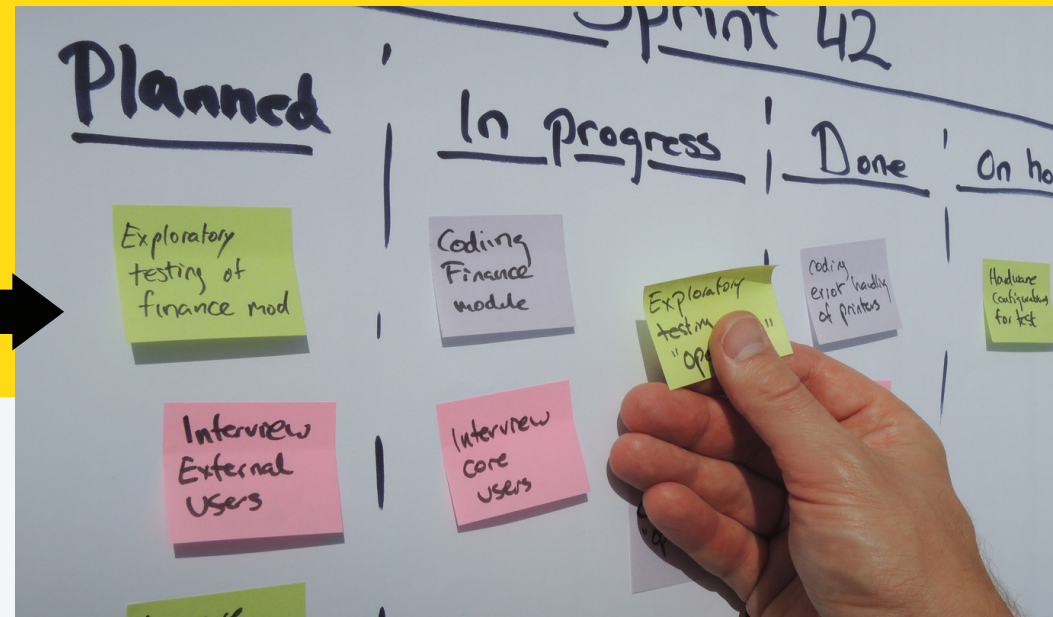 Sprint 42
Planned
In progress
Done
On ho
Exploratory
testing of
finance mod
Coding
Finance
module
Exploratory
testing
"ope
Coding
error handling
of printers
Hardware
Configuration
for test
Interview
External
Users
Interview
core
users